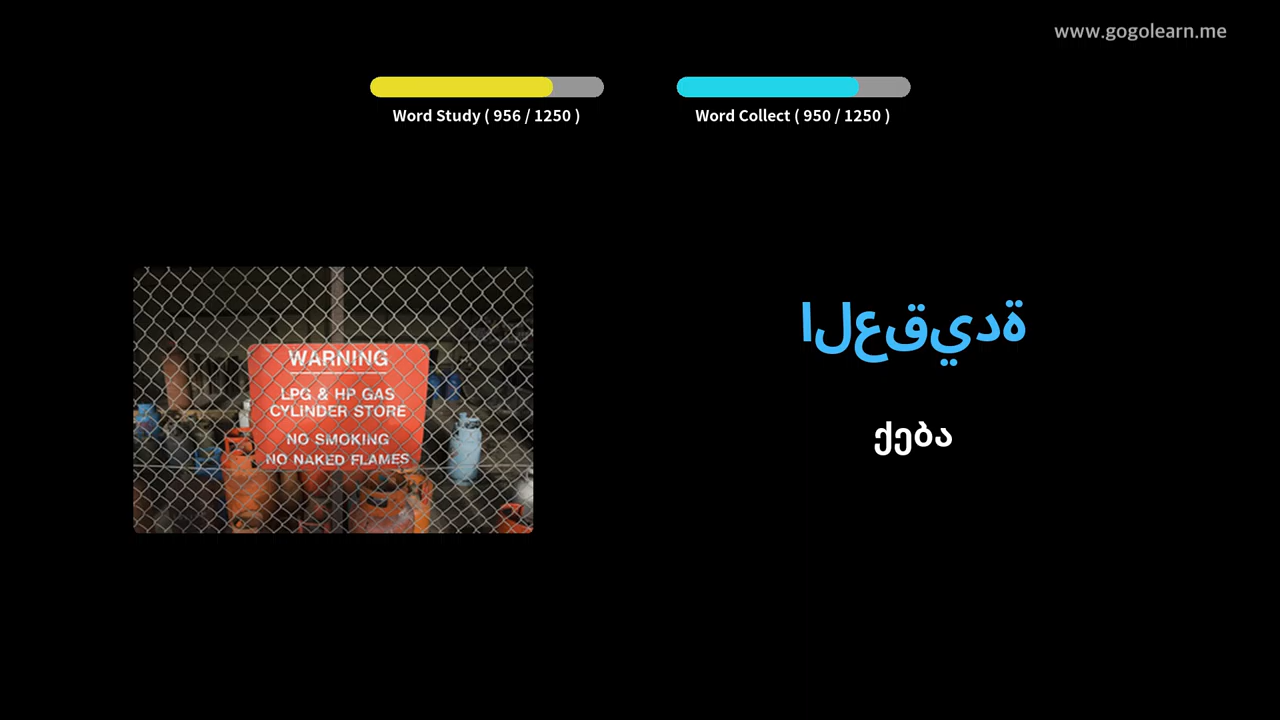 www.gogolearn.me
Word Study ( 956 / 1250 )
Word Collect ( 950 / 1250 )
WARNING
LPG & HP GAS
CYLINDER STORE
NO SMOKING
NO NAKED FLAMES
العقيدة
ქება